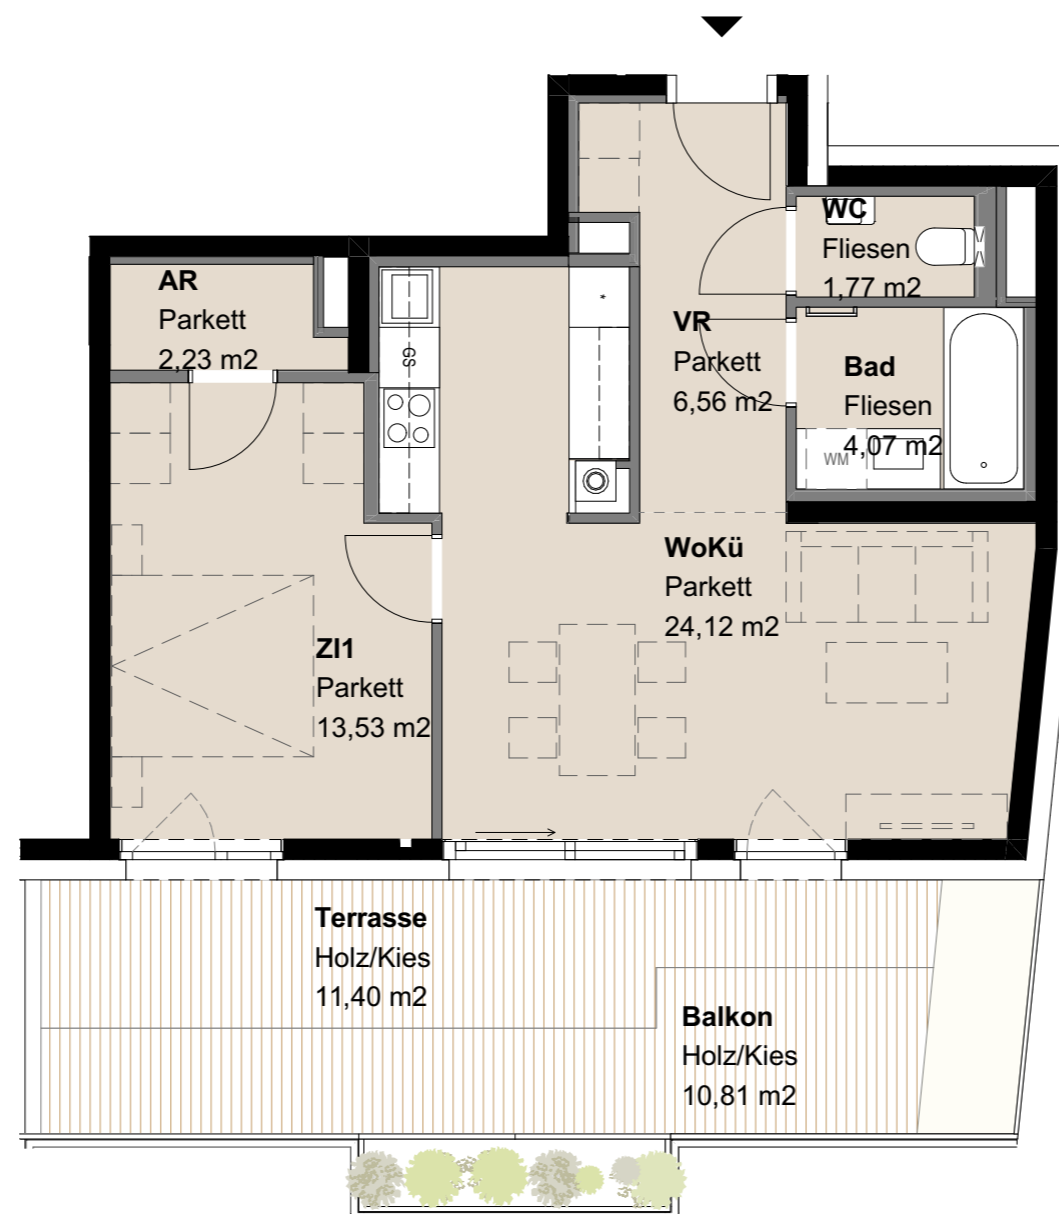 WC
Fliesen
1,77 m2
AR
Parkett
2,23 m2
*
GS
VR
Parkett
6,56 m2
Bad
Fliesen
4,07 m2
WM
WoKü
Parkett
24,12 m2
ZI1
Parkett
13,53 m2
Terrasse
Holz/Kies
11,40 m2
Balkon
Holz/Kies
10,81 m2